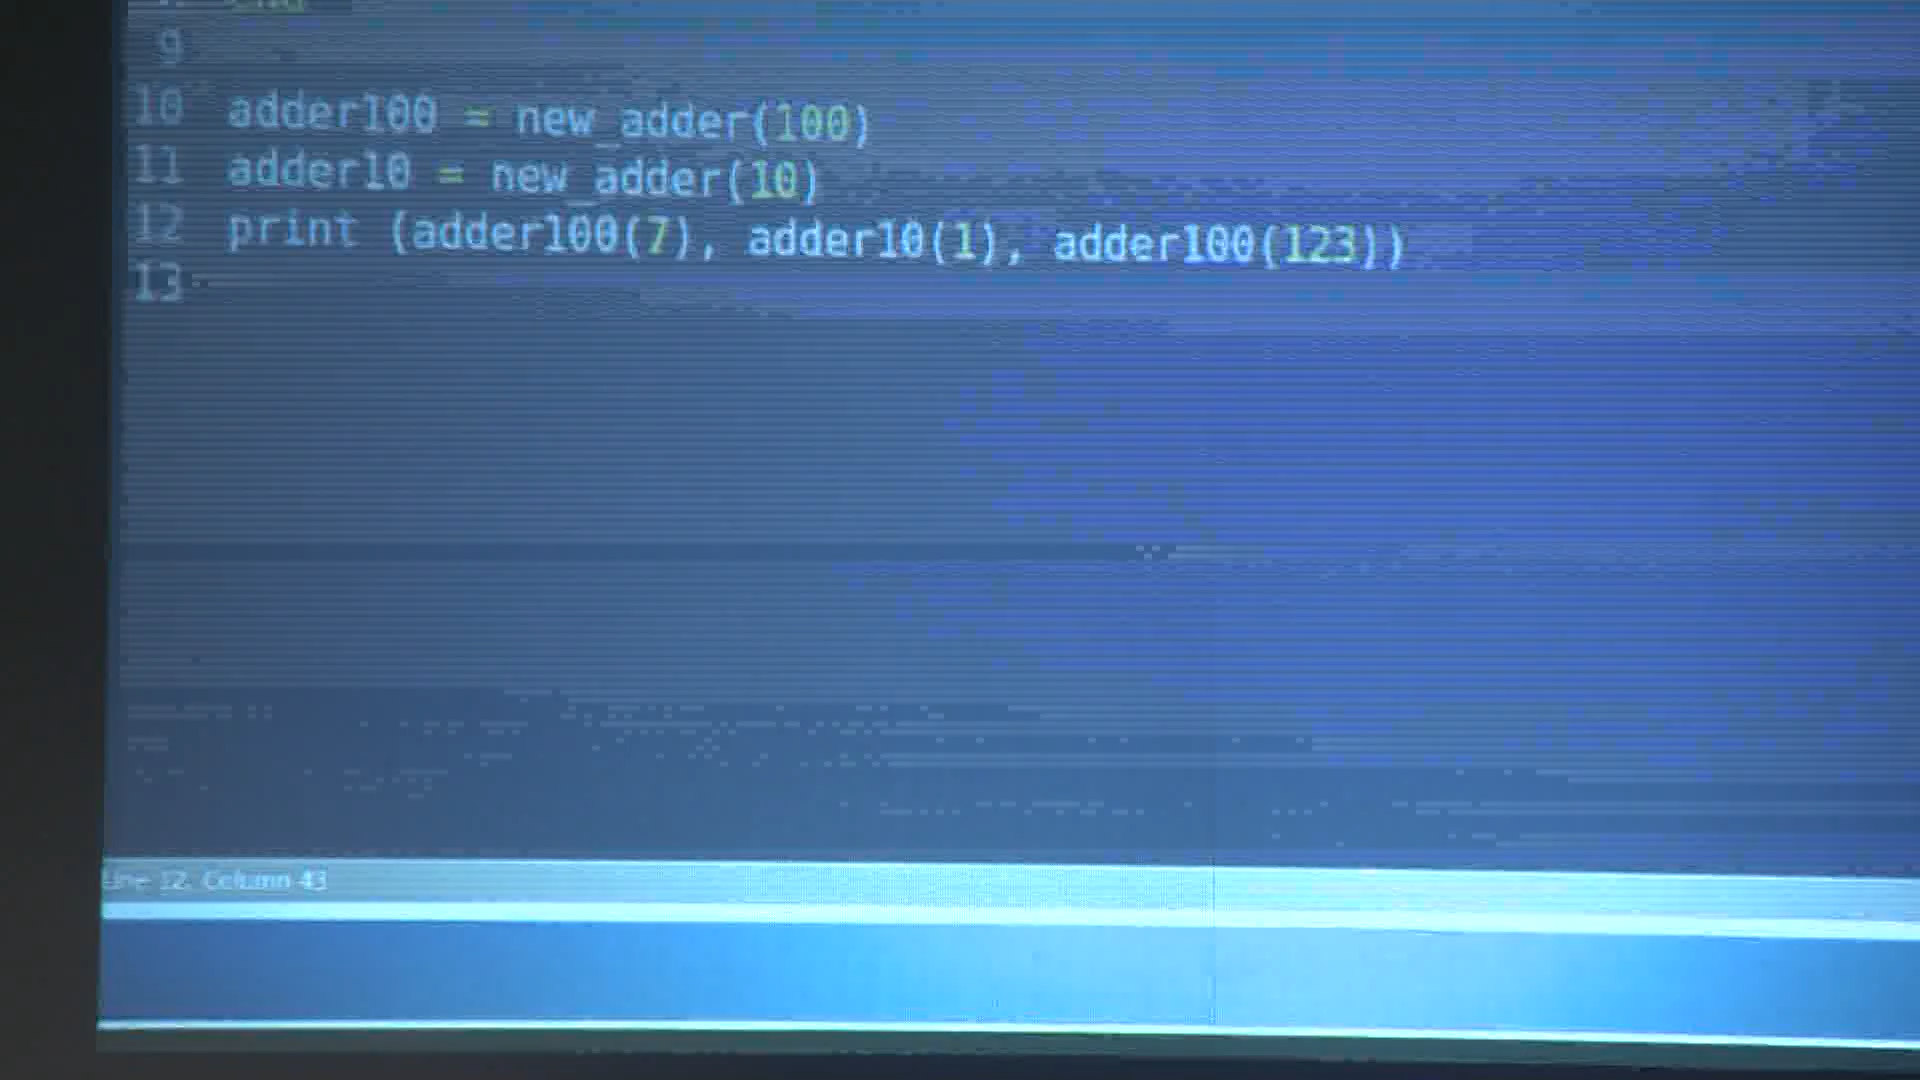 end
9
10 adder100 = new_adder(100)
11 adder10 = new_adder(10)
12 print (adder100(7), adder10(1), adder100(123))
13
Line 12, Column 43